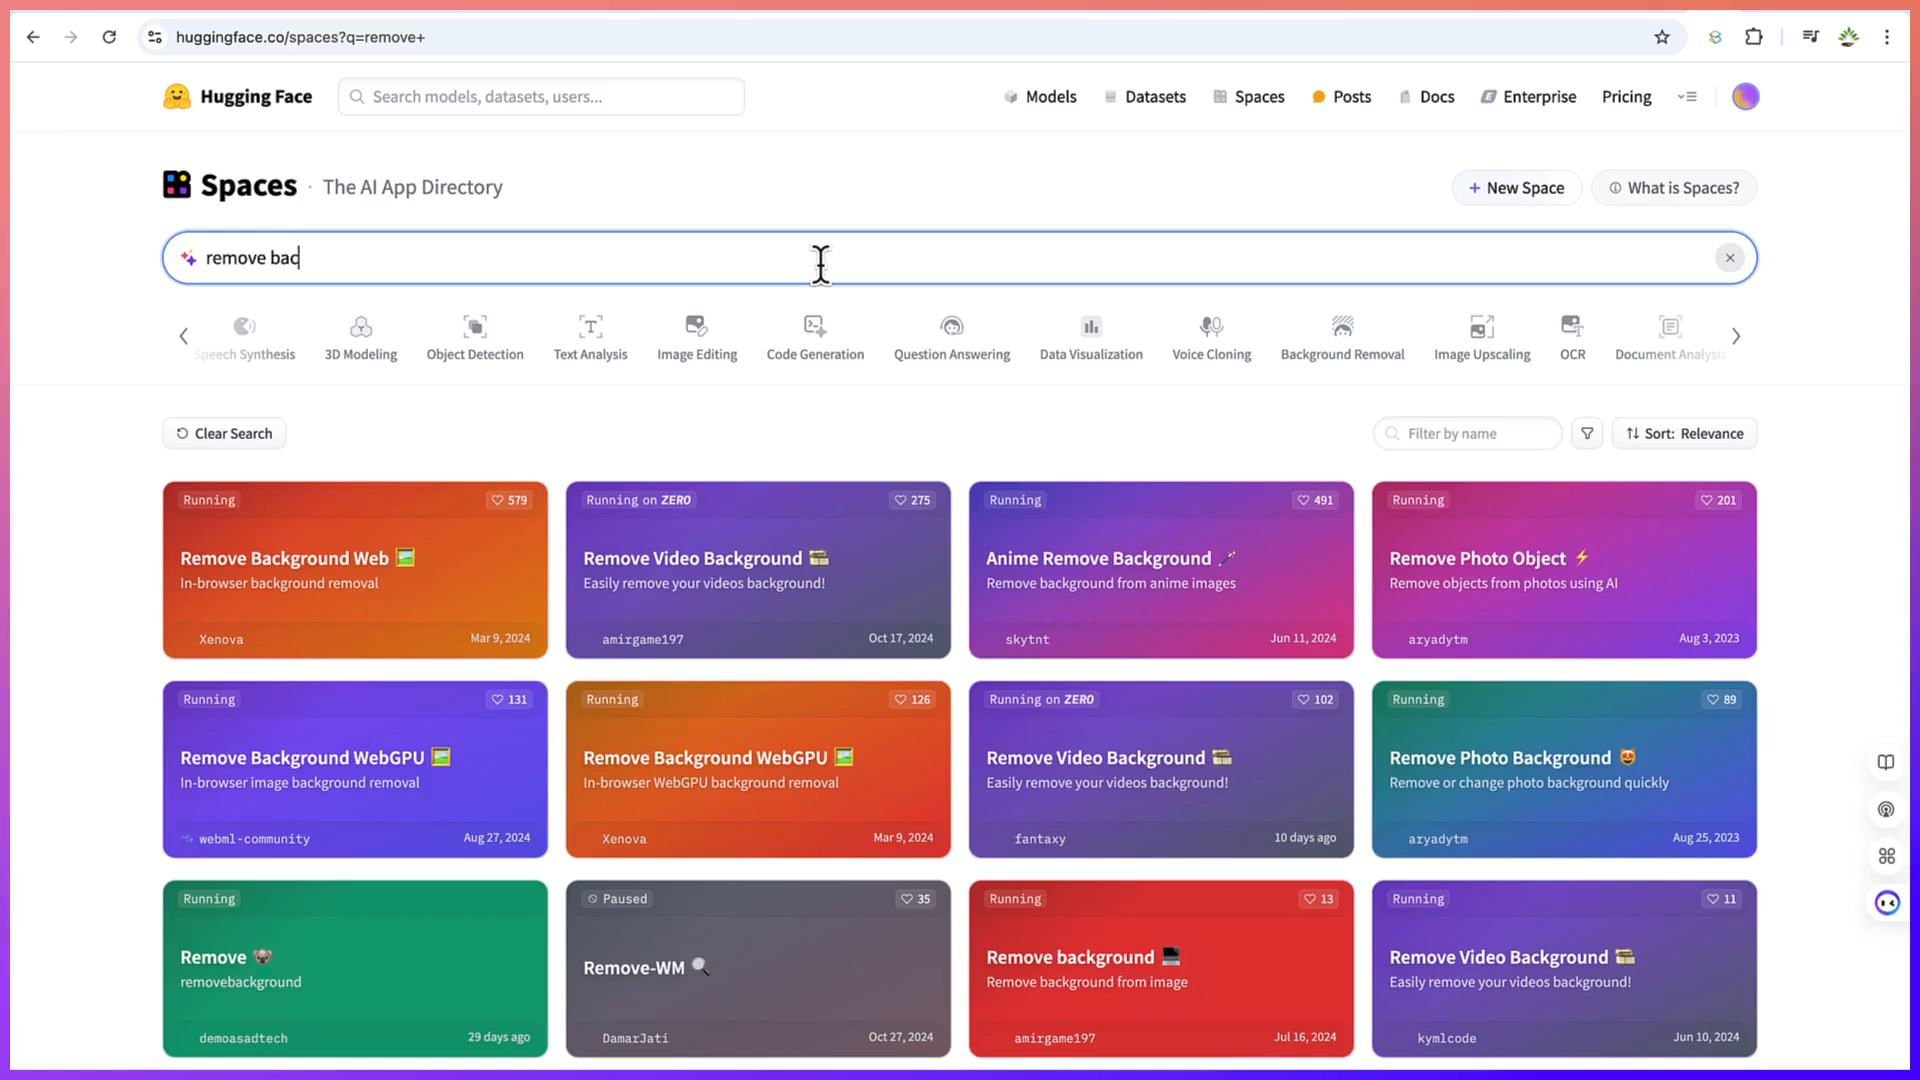 huggingface.co/spaces?q=remove+
Hugging Face
Search models, datasets, users...
Models
Datasets
Spaces
Posts
Docs
Enterprise
Pricing
Spaces · The AI App Directory
+ New Space
What is Spaces?
remove bac
Speech Synthesis
3D Modeling
Object Detection
Text Analysis
Image Editing
Code Generation
Question Answering
Data Visualization
Voice Cloning
Background Removal
Image Upscaling
OCR
Document Analysis
Clear Search
Filter by name
Sort: Relevance
Running
579
Remove Background Web
In-browser background removal
Xenova
Mar 9, 2024
Running on ZERO
275
Remove Video Background
Easily remove your videos background!
amirgame197
Oct 17, 2024
Running
491
Anime Remove Background
Remove background from anime images
skytnt
Jun 11, 2024
Running
201
Remove Photo Object
Remove objects from photos using AI
aryadytm
Aug 3, 2023
Running
131
Remove Background WebGPU
In-browser image background removal
webml-community
Aug 27, 2024
Running
126
Remove Background WebGPU
In-browser WebGPU background removal
Xenova
Mar 9, 2024
Running on ZERO
102
Remove Video Background
Easily remove your videos background!
fantaxy
10 days ago
Running
89
Remove Photo Background
Remove or change photo background quickly
aryadytm
Aug 25, 2023
Running
Remove
removebackground
demoasadtech
29 days ago
Paused
35
Remove-WM
DamarJati
Oct 27, 2024
Running
13
Remove background
Remove background from image
amirgame197
Jul 16, 2024
Running
11
Remove Video Background
Easily remove your videos background!
kymlcode
Jun 10, 2024